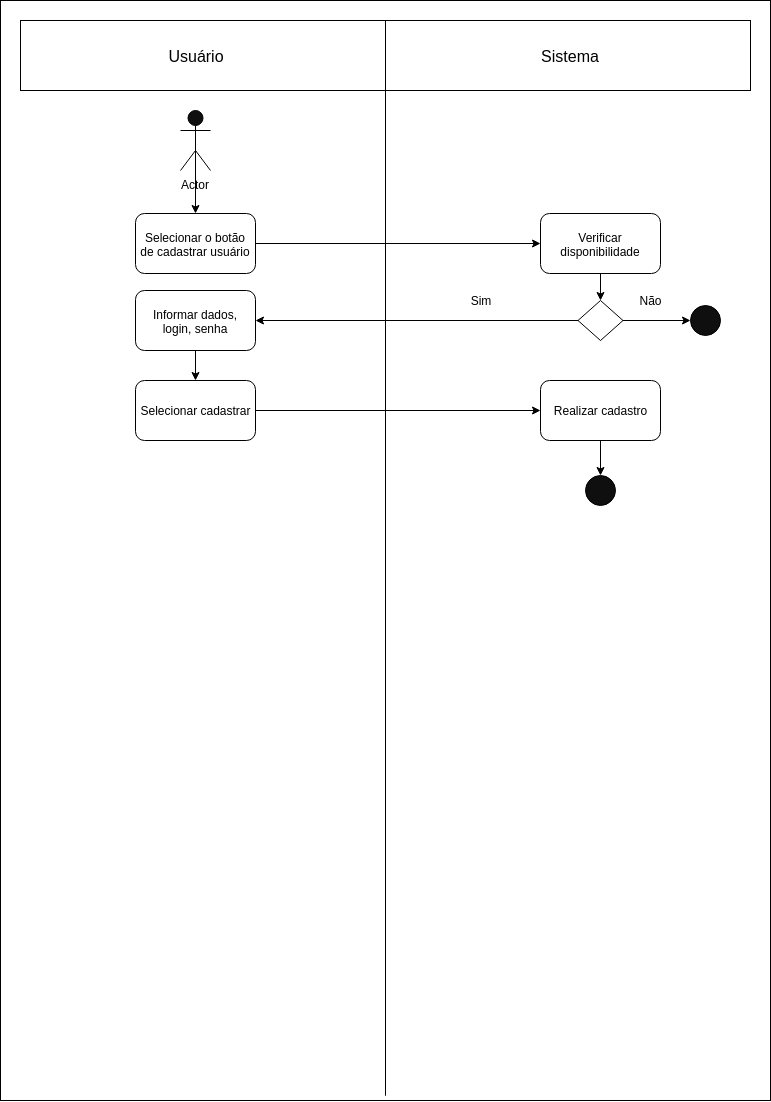 Usuário
Sistema
Actor
Selecionar o botão
de cadastrar usuário
Verificar
disponibilidade
Sim
Não
Informar dados,
login, senha
Selecionar cadastrar
Realizar cadastro